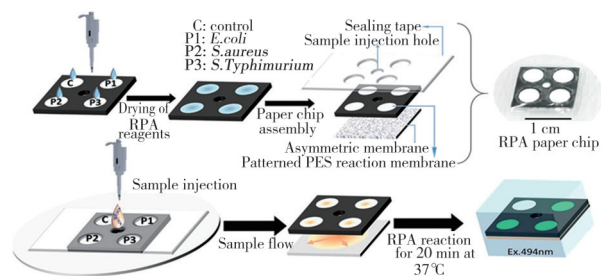 C: control
P1: E.coli
P2: S.aureus
P3: S.Typhimurium
C
P1
P2
P3
Drying of
RPA
reagents
Paper chip
assembly
Sealing tape
Sample injection hole
Asymmetric membrane
Patterned PES reaction membrane
1 cm
RPA paper chip
Sample injection
C
P1
P2
P3
Sample flow
RPA reaction
for 20 min at
37℃
Ex.494nm